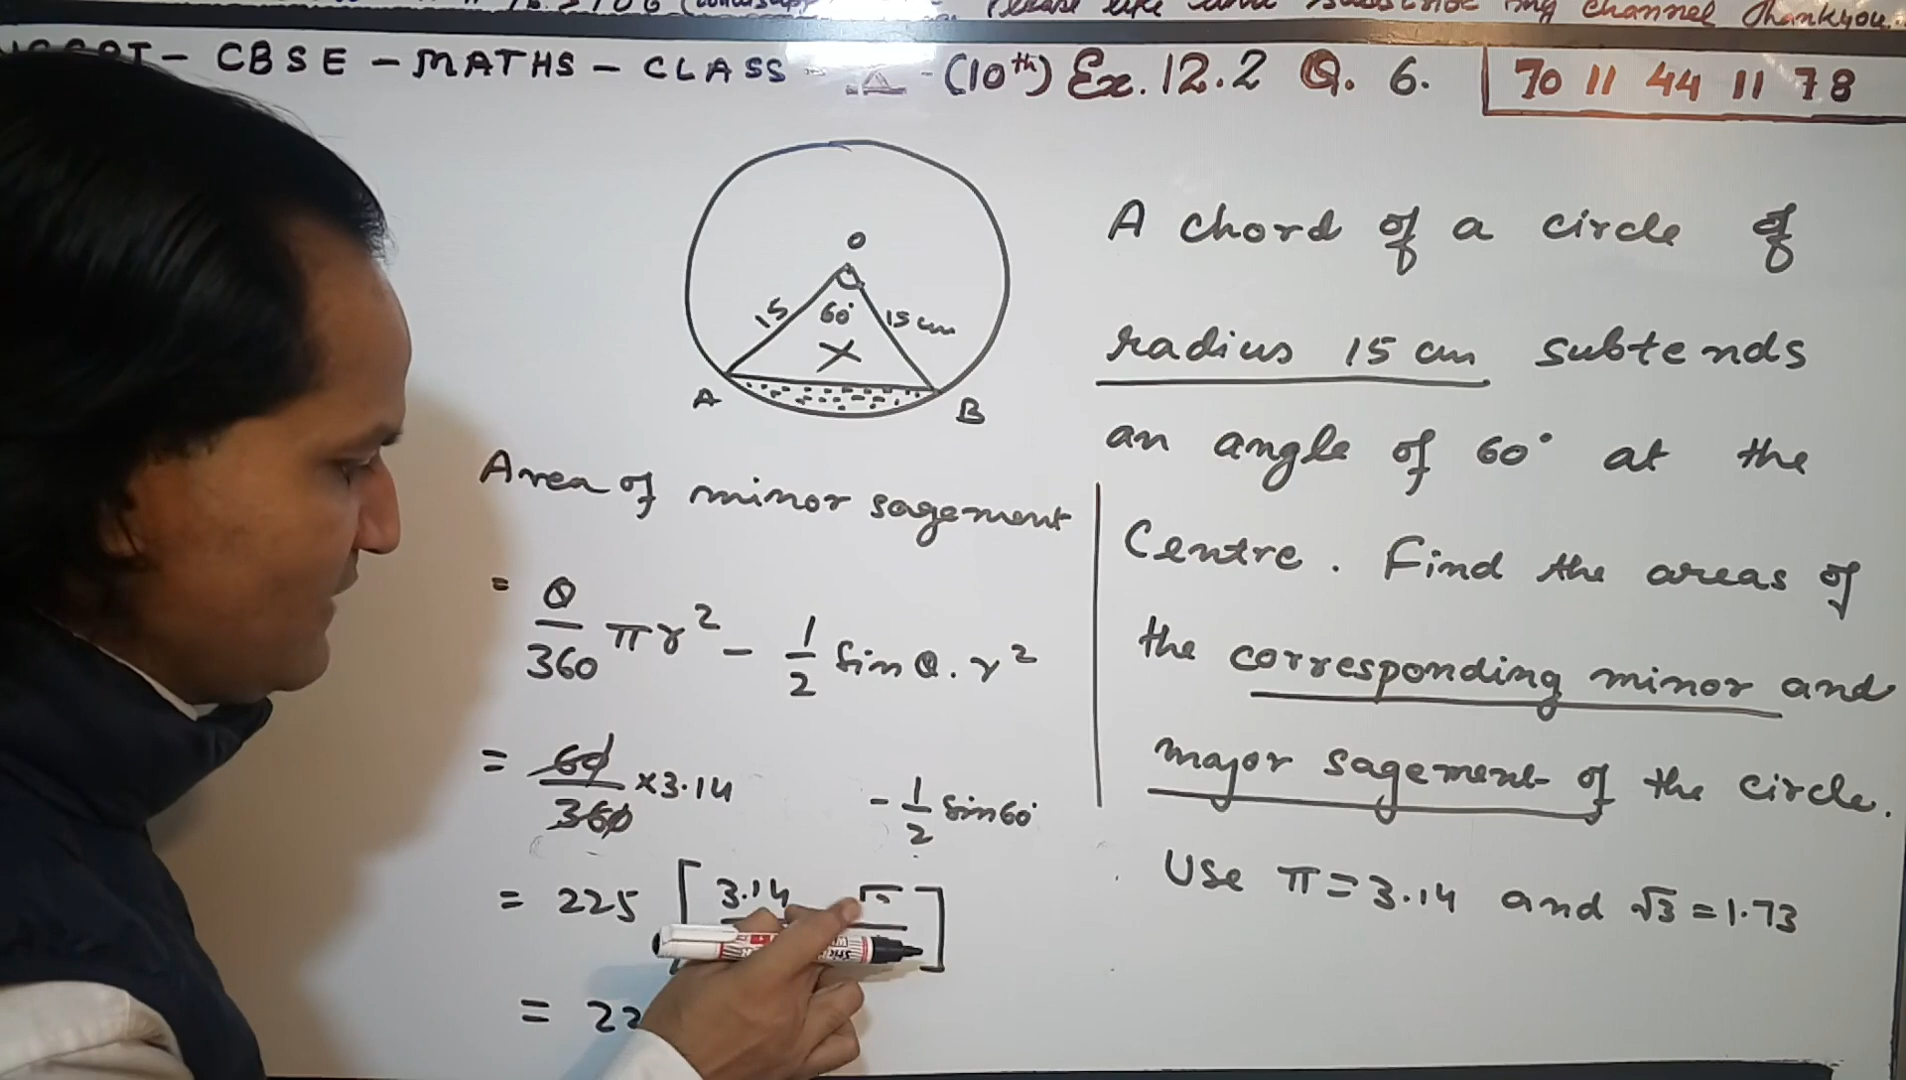 Please like and subscribe my channel Thankyou.
- CBSE - MATHS - CLASS - (10th) Ex. 12.2 Q. 6.
70 11 44 11 78
O
15
60°
15 cm
A
B
A chord of a circle of
radius 15 cm subtends
an angle of 60° at the
Centre. Find the areas of
the corresponding minor and
major sagement of the circle.
Use π = 3.14 and √3 = 1.73
Area of minor sagement
= θ/360 πr² - 1/2 Sin θ. r²
= 60/360 × 3.14 - 1/2 Sin 60°
= 225 [ 3.14 √ ]
= 22